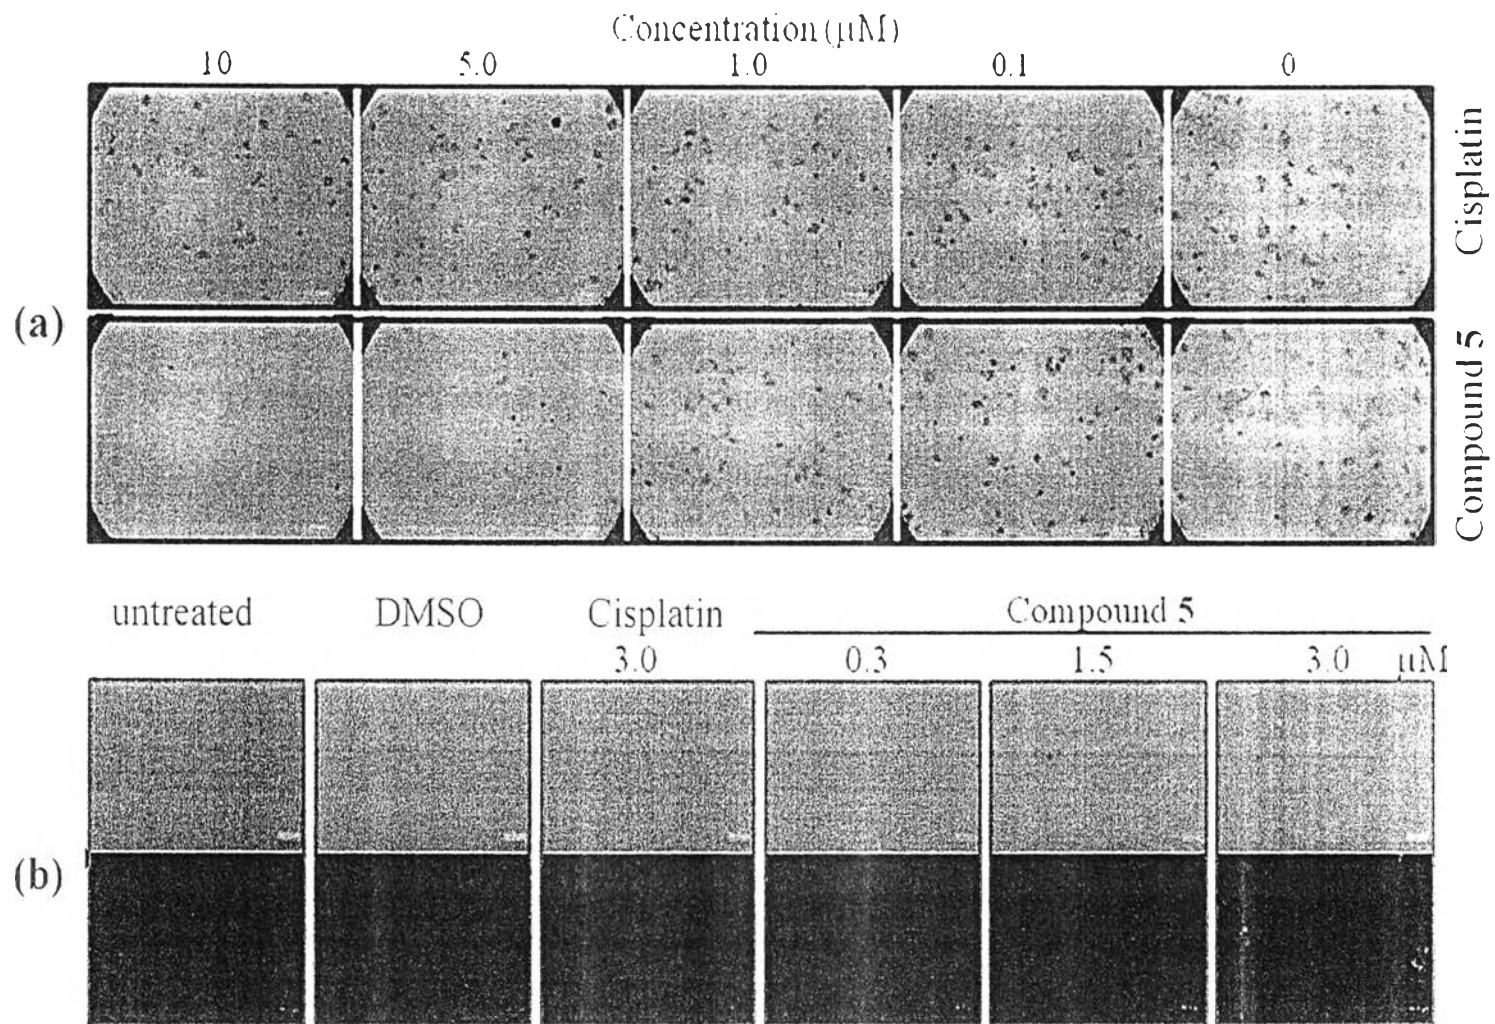 Concentration (µM)
10 5.0 1.0 0.1 0
Cisplatin
(a)
Compound 5
untreated DMSO Cisplatin Compound 5
3.0 0.3 1.5 3.0 µM
(b)